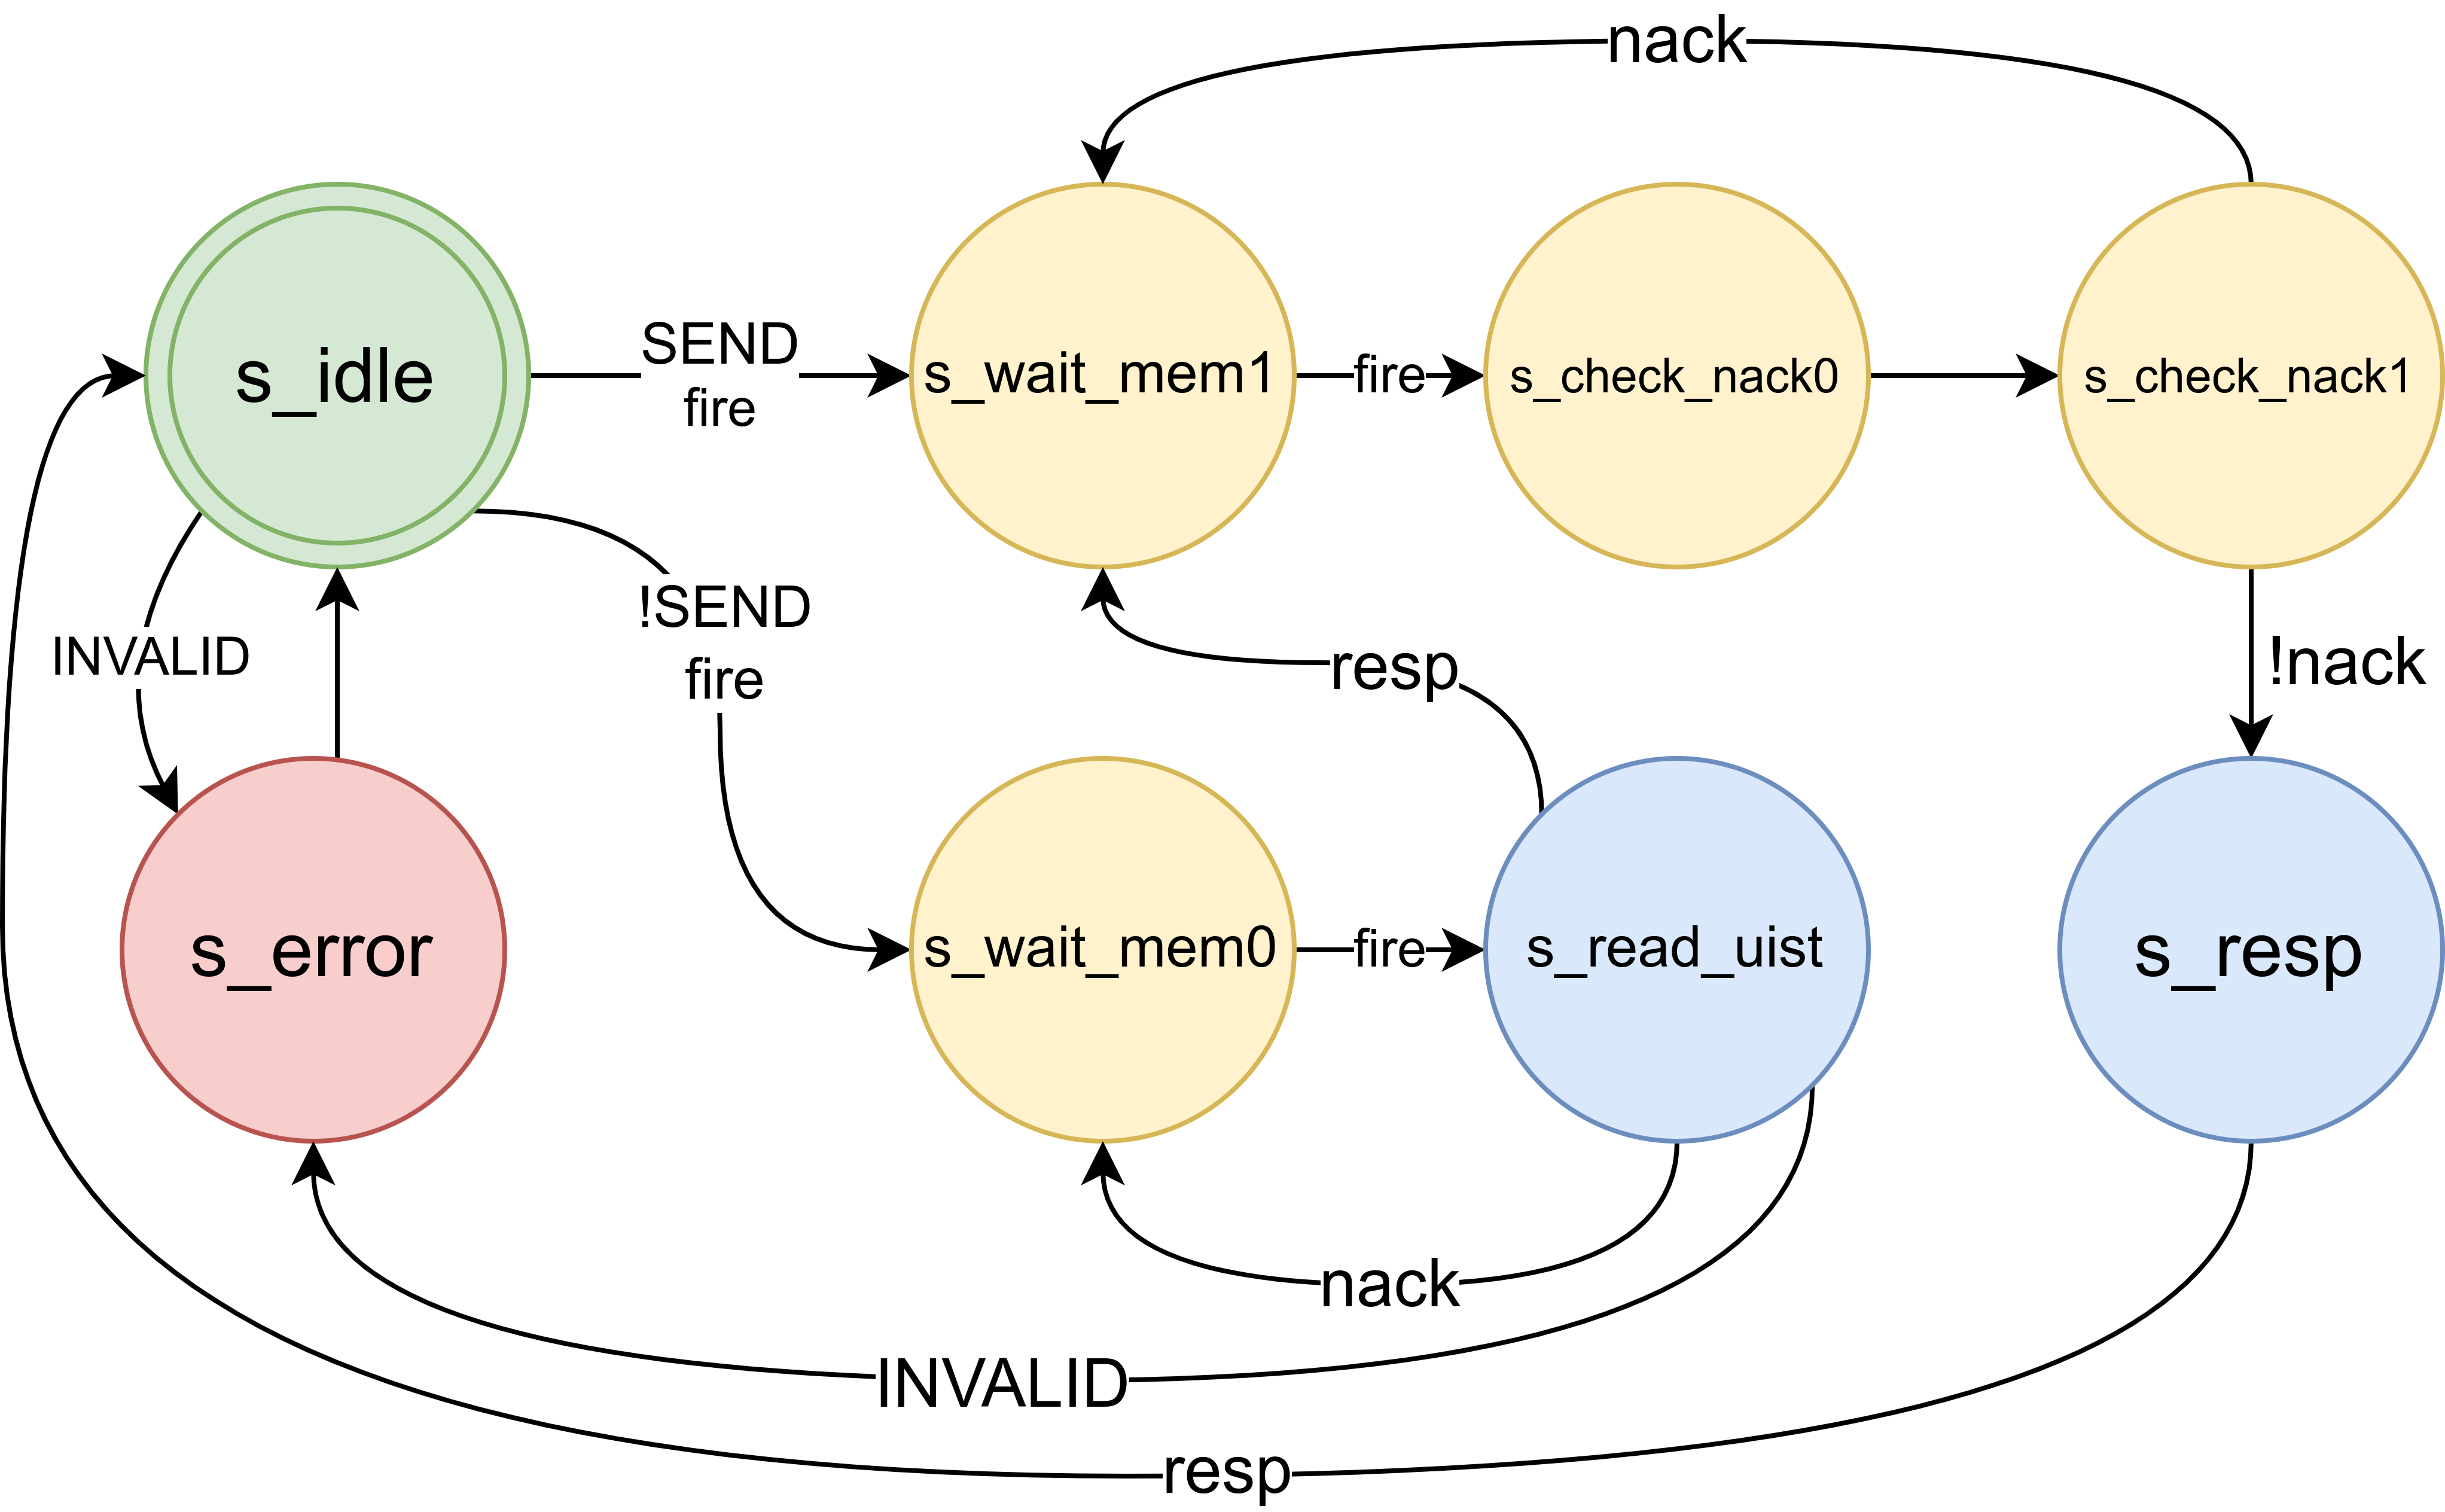 nack
s_idle
SEND
fire
s_wait_mem1
fire
s_check_nack0
s_check_nack1
INVALID
!SEND
fire
resp
!nack
s_error
s_wait_mem0
fire
s_read_uist
s_resp
nack
INVALID
resp